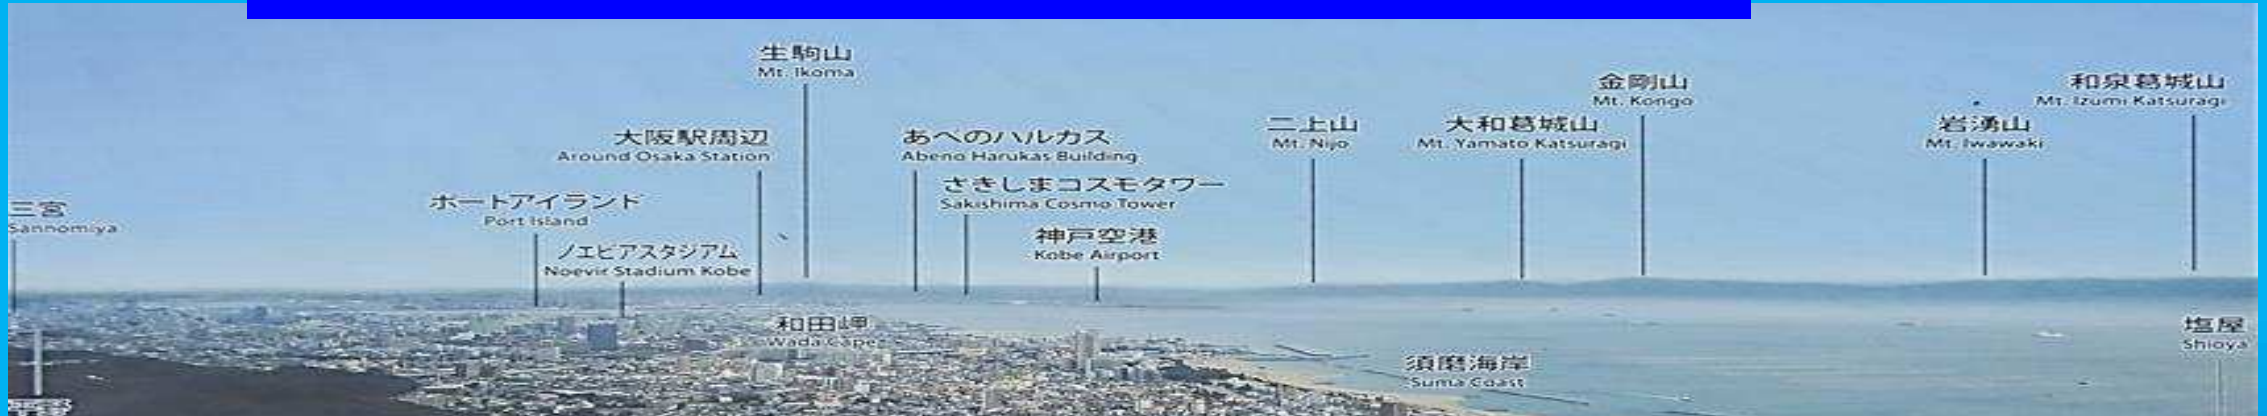 生駒山
Mt. Ikoma
金剛山
Mt. Kongo
和泉葛城山
Mt. Izumi Katsuragi
大阪駅周辺
Around Osaka Station
あべのハルカス
Abeno Harukas Building
二上山
Mt. Nijo
大和葛城山
Mt. Yamato Katsuragi
岩湧山
Mt. Iwawaki
さきしまコスモタワー
Sakishima Cosmo Tower
ポートアイランド
Port Island
三宮
Sannomiya
神戸空港
Kobe Airport
ノエビアスタジアム
Noevir Stadium Kobe
和田岬
Wada Cape
塩屋
Shioya
須磨海岸
Suma Coast